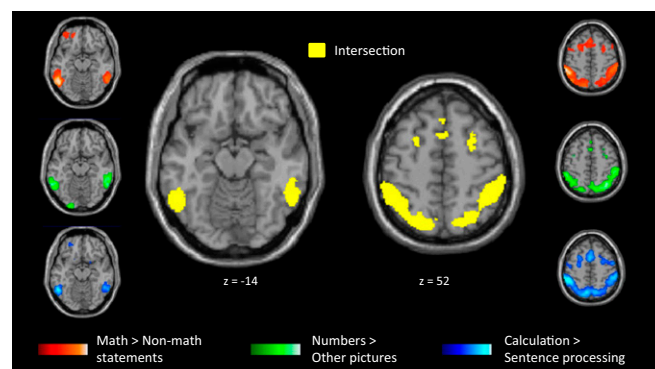 Intersection
z = -14
z = 52
Math > Non-math
statements
Numbers >
Other pictures
Calculation >
Sentence processing